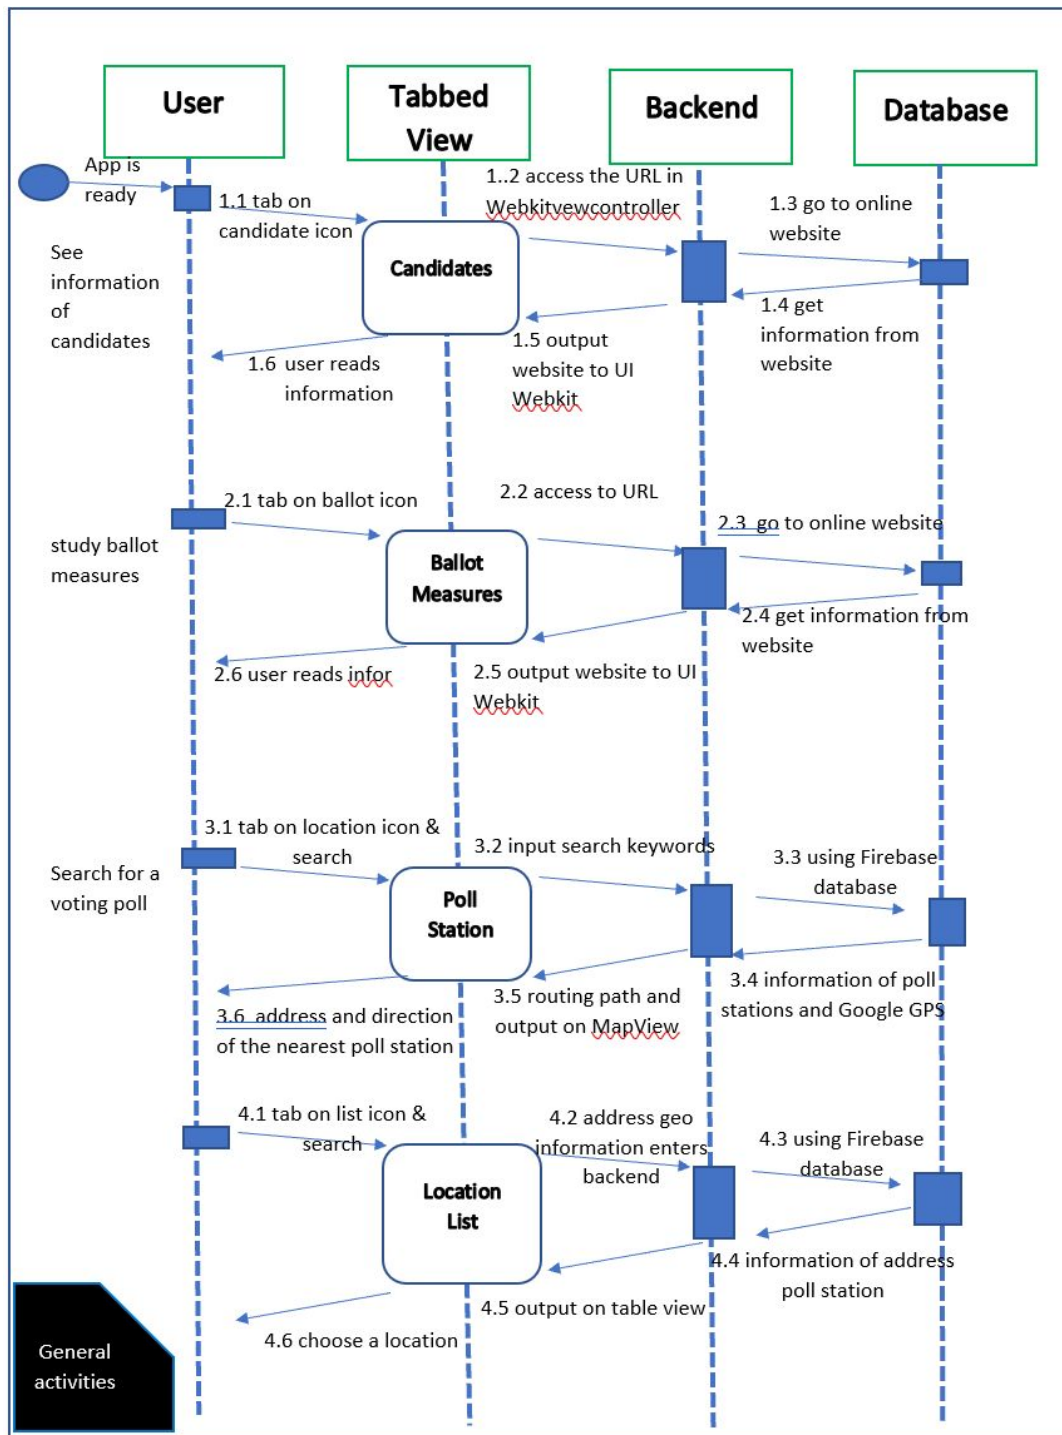 User
Tabbed
View
Backend
Database
App is
ready
1.1 tab on
candidate icon
1..2 access the URL in
Webkitvewcontroller
1.3 go to online
website
See
information
of
candidates
Candidates
1.4 get
information from
website
1.5 output
website to UI
Webkit
1.6 user reads
information
2.1 tab on ballot icon
2.2 access to URL
2.3 go to online website
study ballot
measures
Ballot
Measures
2.4 get information from
website
2.5 output website to UI
Webkit
2.6 user reads infor
3.1 tab on location icon &
search
3.2 input search keywords
3.3 using Firebase
database
Search for a
voting poll
Poll
Station
3.4 information of poll
stations and Google GPS
3.5 routing path and
output on MapView
3.6 address and direction
of the nearest poll station
4.1 tab on list icon &
search
4.2 address geo
information enters
backend
4.3 using Firebase
database
Location
List
4.4 information of address
poll station
4.5 output on table view
4.6 choose a location
General
activities